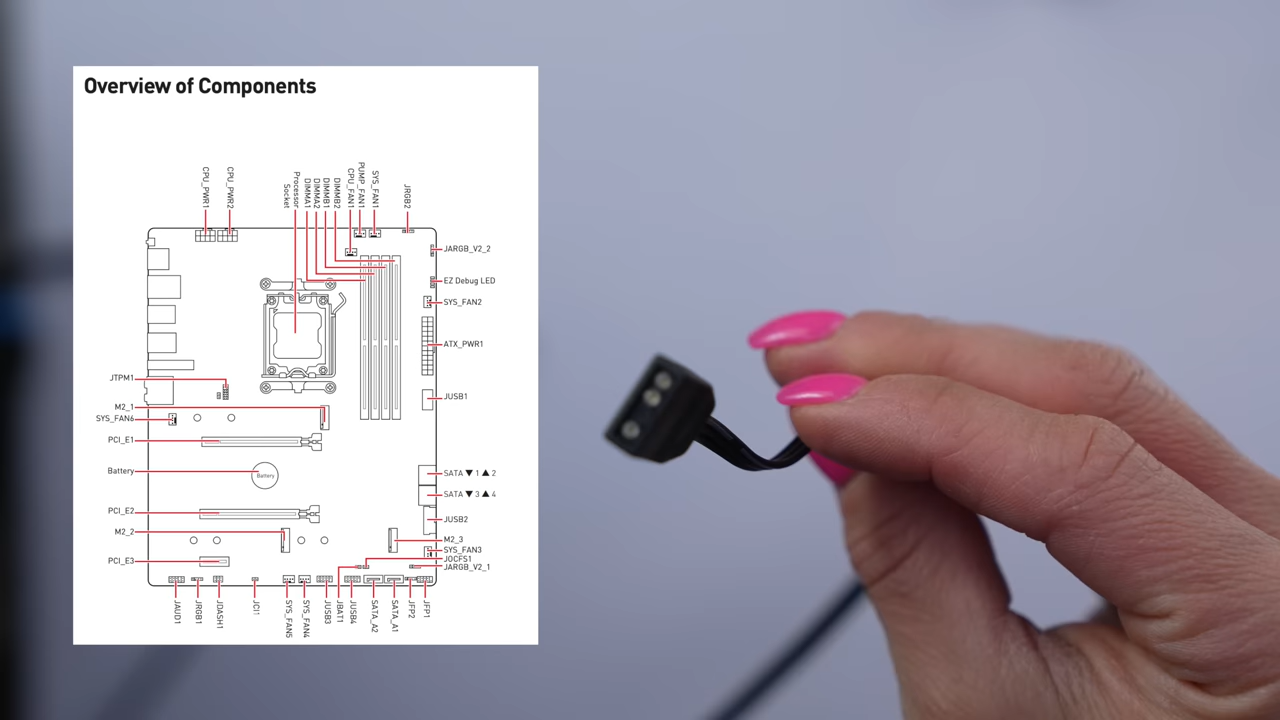 Overview of Components
CPU_PWR1
CPU_PWR2
Processor
Socket
DIMMA1
DIMMA2
DIMMB1
DIMMB2
CPU_FAN1
PUMP_FAN1
SYS_FAN1
JRGB2
JARGB_V2_2
EZ Debug LED
SYS_FAN2
ATX_PWR1
JTPM1
JUSB1
M2_1
SYS_FAN6
PCI_E1
Battery
Battery
SATA ▼ 1 ▲ 2
SATA ▼ 3 ▲ 4
PCI_E2
JUSB2
M2_2
M2_3
SYS_FAN3
PCI_E3
JOCFS1
JARGB_V2_1
JAUD1
JRGB1
JDASH1
JCI1
SYS_FAN5
SYS_FAN4
JUSB3
JBAT1
JUSB4
SATA_A2
SATA_A1
JFP2
JFP1